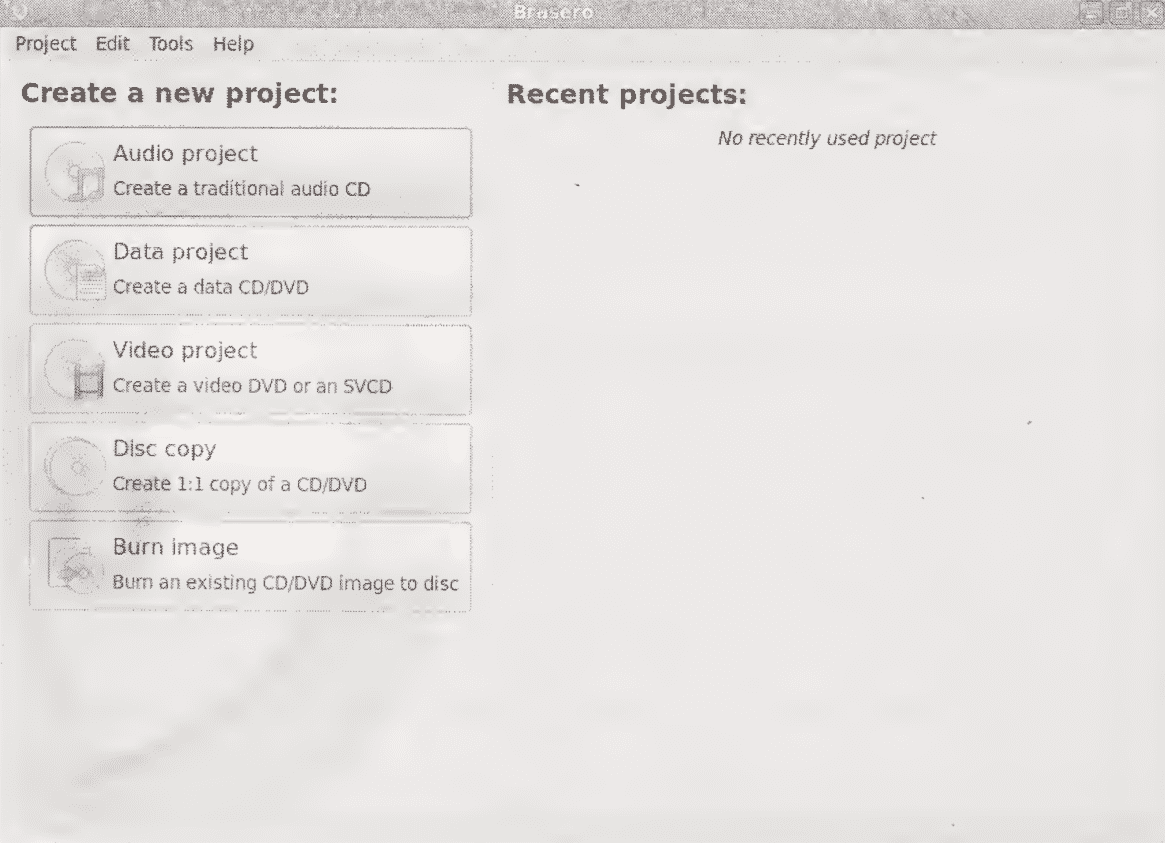 Brasero
Project Edit Tools Help
Create a new project:
Audio project
Create a traditional audio CD
Data project
Create a data CD/DVD
Video project
Create a video DVD or an SVCD
Disc copy
Create 1:1 copy of a CD/DVD
Burn image
Burn an existing CD/DVD image to disc
Recent projects:
No recently used project